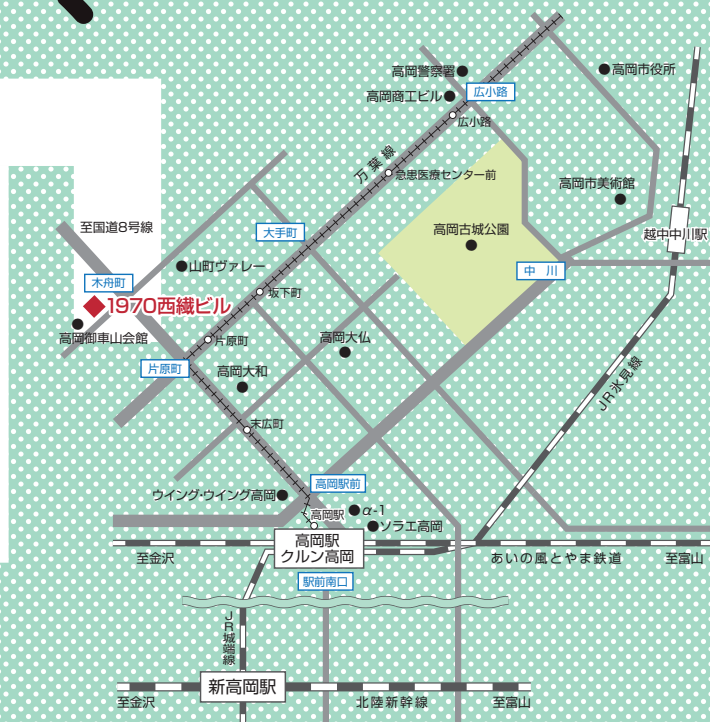 高岡警察署
高岡市役所
高岡商工ビル
広小路
広小路
万葉線
急患医療センター前
高岡市美術館
至国道8号線
大手町
高岡古城公園
越中中川駅
山町ヴァレー
中　川
木舟町
坂下町
1970西繊ビル
高岡御車山会館
片原町
高岡大仏
片原町
高岡大和
JR氷見線
末広町
高岡駅前
ウイング・ウイング高岡
高岡駅
α-1
ソラエ高岡
高岡駅
クルン高岡
至金沢
あいの風とやま鉄道
至富山
駅前南口
JR城端線
新高岡駅
至金沢
北陸新幹線
至富山